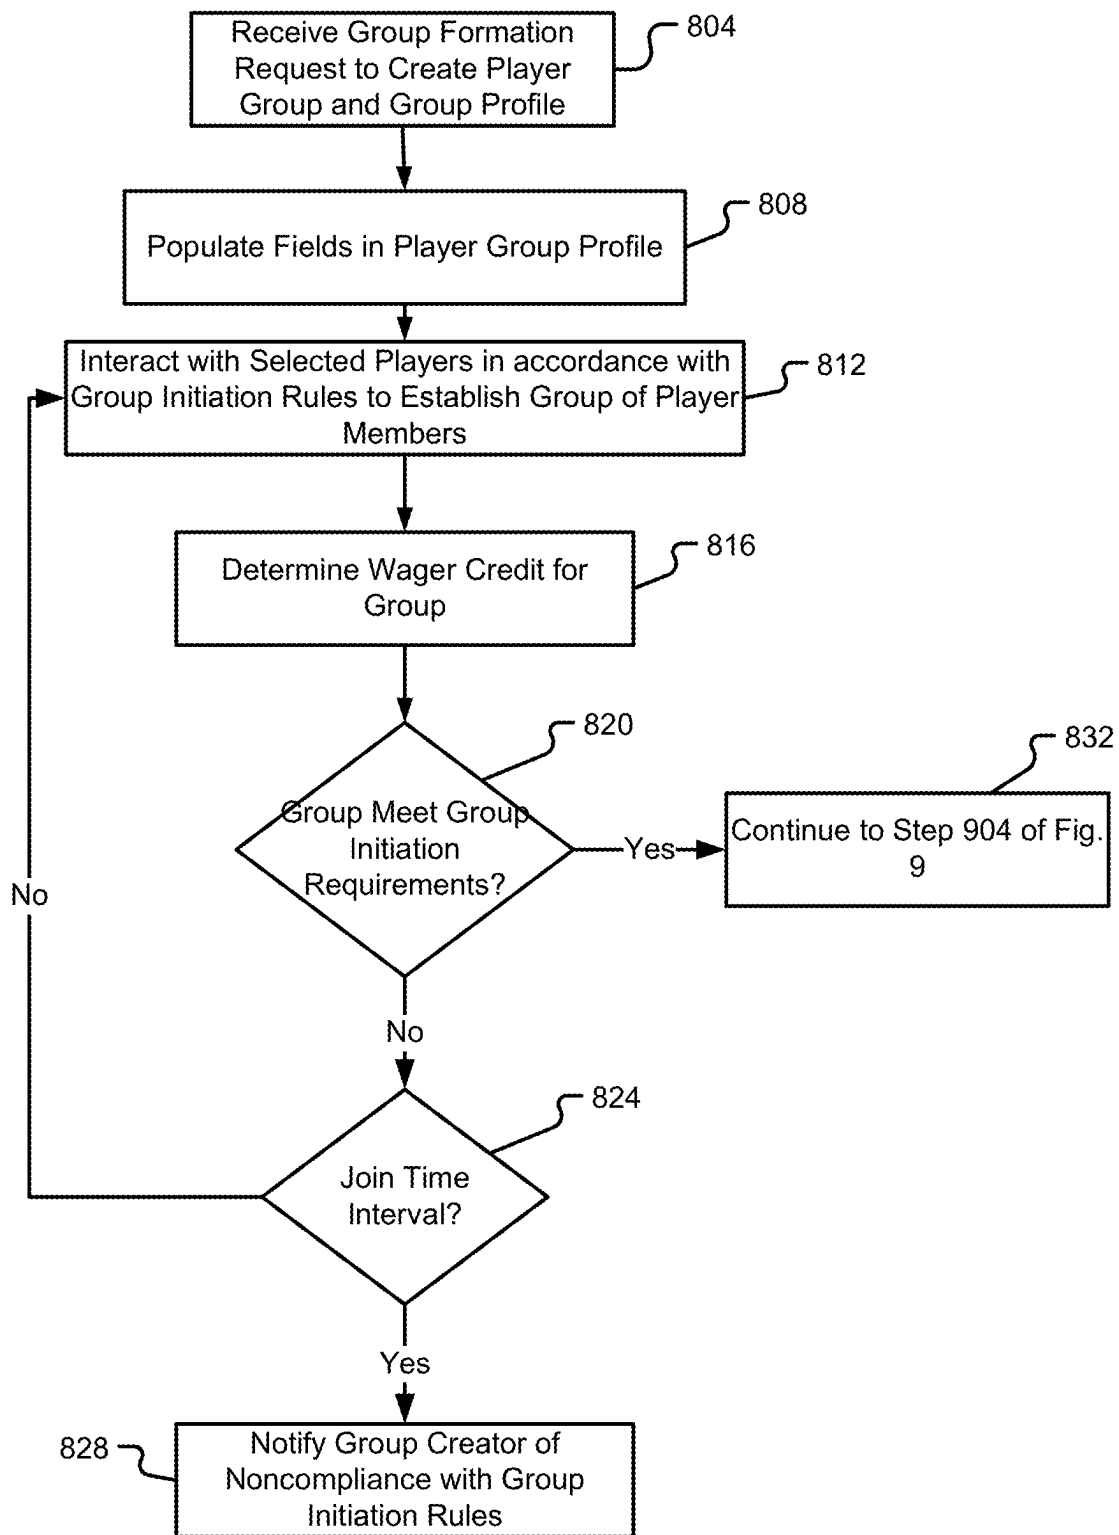 Receive Group Formation
Request to Create Player
Group and Group Profile
804
Populate Fields in Player Group Profile
808
Interact with Selected Players in accordance with
Group Initiation Rules to Establish Group of Player
Members
812
Determine Wager Credit for
Group
816
Group Meet Group
Initiation
Requirements?
820
Yes
Continue to Step 904 of Fig.
9
832
No
No
Join Time
Interval?
824
Yes
Notify Group Creator of
Noncompliance with Group
Initiation Rules
828